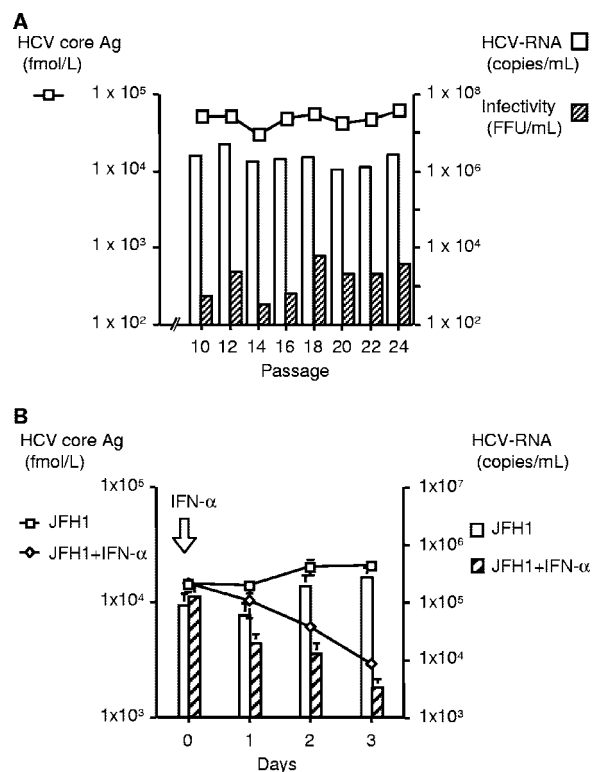 A
HCV core Ag
(fmol/L)
HCV-RNA
(copies/mL)
Infectivity
(FFU/mL)
1 x 10⁵
1 x 10⁴
1 x 10³
1 x 10²
1 x 10⁸
1 x 10⁶
1 x 10⁴
1 x 10²
10 12 14 16 18 20 22 24
Passage
B
HCV core Ag
(fmol/L)
HCV-RNA
(copies/mL)
JFH1
JFH1+IFN-α
IFN-α
JFH1
JFH1+IFN-α
1x10⁵
1x10⁴
1x10³
1x10⁷
1x10⁶
1x10⁵
1x10⁴
1x10³
0 1 2 3
Days